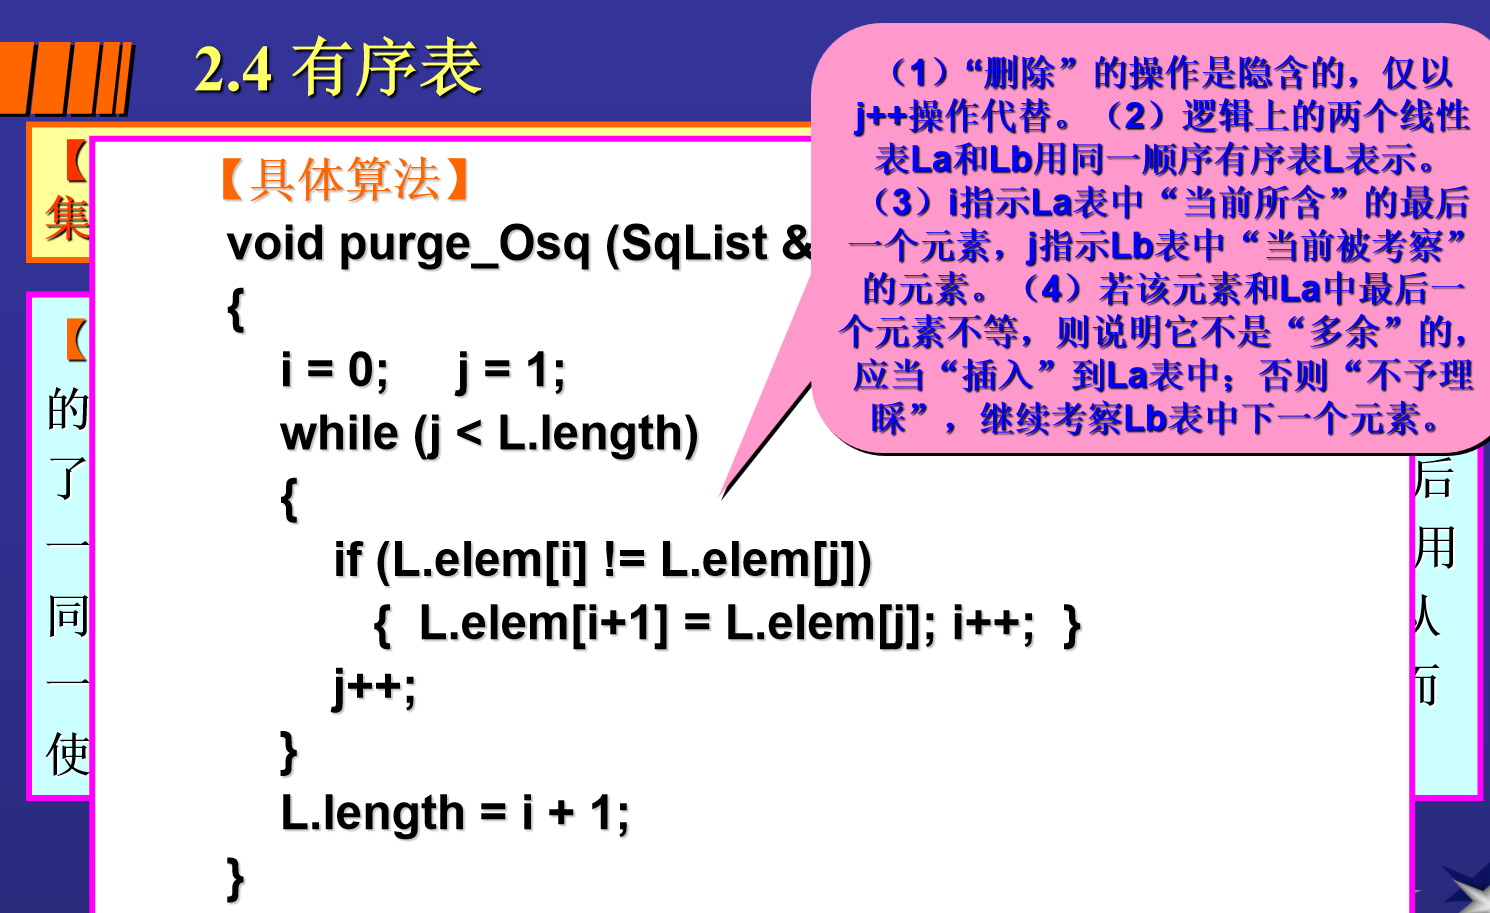 2.4 有序表
（1）“删除”的操作是隐含的，仅以
j++操作代替。（2）逻辑上的两个线性
表La和Lb用同一顺序有序表L表示。
（3）i指示La表中“当前所含”的最后
一个元素，j指示Lb表中“当前被考察”
的元素。（4）若该元素和La中最后一
个元素不等，则说明它不是“多余”的，
应当“插入”到La表中；否则“不予理
睬”，继续考察Lb表中下一个元素。
【
集
【
的
了
一
同
一
使
【具体算法】
void purge_Osq (SqList &
{
i = 0; j = 1;
while (j < L.length)
{
if (L.elem[i] != L.elem[j])
{ L.elem[i+1] = L.elem[j]; i++; }
j++;
}
L.length = i + 1;
}
后
用